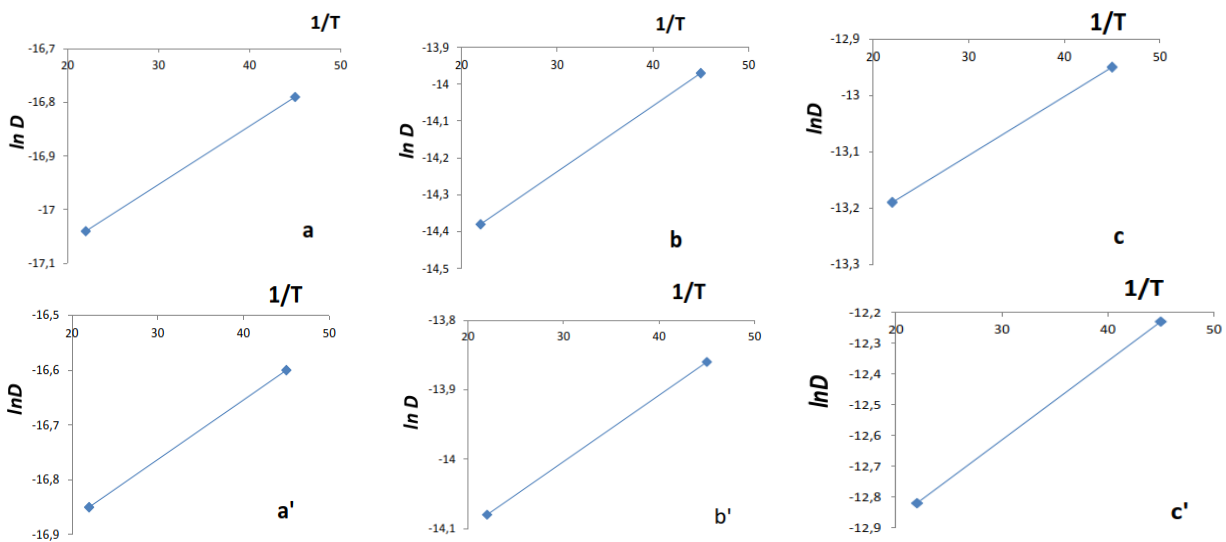 1/T
-16,7
20 30 40 50
-16,8
-16,9
-17
-17,1
ln D
a
1/T
-13,9
20 30 40 50
-14
-14,1
-14,2
-14,3
-14,4
-14,5
ln D
b
1/T
-12,9
20 30 40 50
-13
-13,1
-13,2
-13,3
lnD
c
1/T
-16,5
20 30 40 50
-16,6
-16,7
-16,8
-16,9
lnD
a'
1/T
-13,8
20 30 40 50
-13,9
-14
-14,1
ln D
b'
1/T
-12,2
20 30 40 50
-12,3
-12,4
-12,5
-12,6
-12,7
-12,8
-12,9
lnD
c'